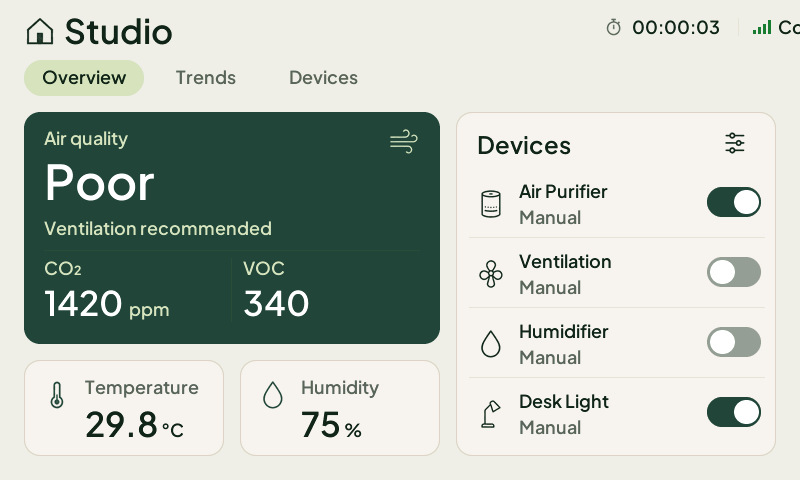 Studio
00:00:03
Co
Overview
Trends
Devices
Air quality
Poor
Ventilation recommended
CO₂
1420 ppm
VOC
340
Temperature
29.8 °C
Humidity
75 %
Devices
Air Purifier
Manual
Ventilation
Manual
Humidifier
Manual
Desk Light
Manual